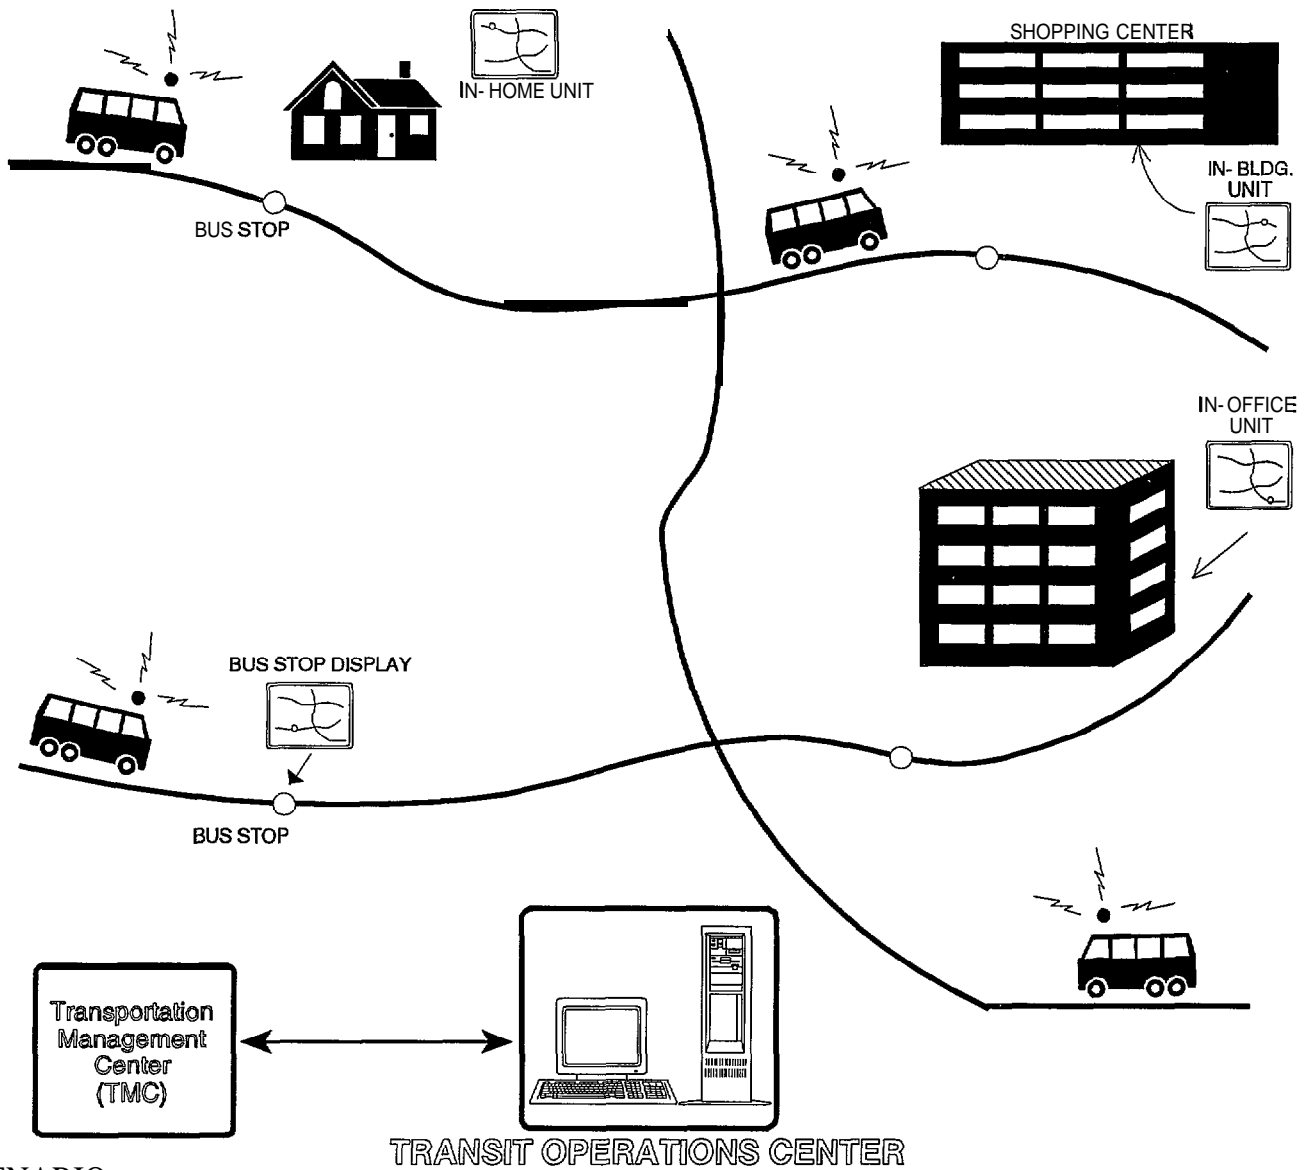 SHOPPING CENTER
IN- HOME UNIT
IN- BLDG.
UNIT
BUS STOP
IN- OFFICE
UNIT
BUS STOP DISPLAY
BUS STOP
Transportation
Management
Center
(TMC)
TRANSIT OPERATIONS CENTER